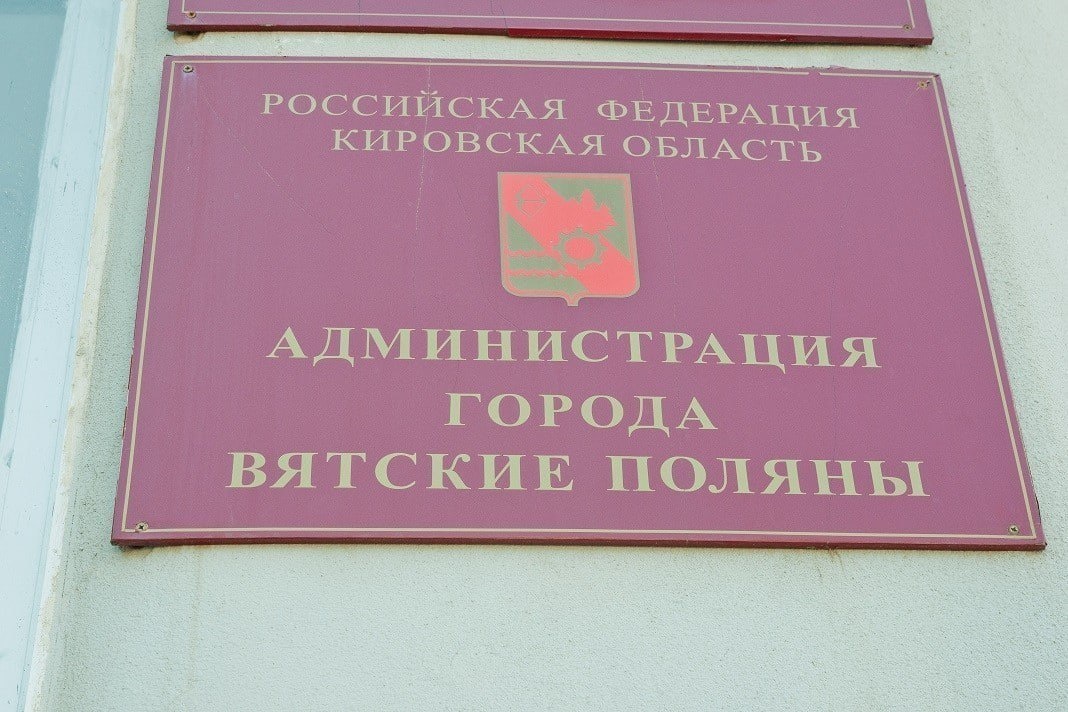 РОССИЙСКАЯ ФЕДЕРАЦИЯ
КИРОВСКАЯ ОБЛАСТЬ
АДМИНИСТРАЦИЯ
ГОРОДА
ВЯТСКИЕ ПОЛЯНЫ